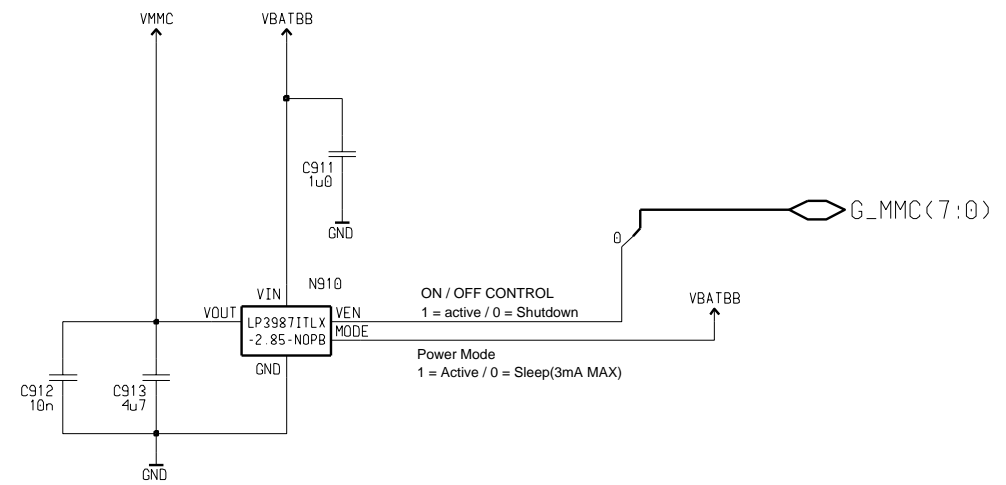 VMMC
VBATBB
C911
1u0
GND
G_MMC(7:0)
0
N910
VIN
VOUT
LP3987ITLX
-2.85-NOPB
VEN
MODE
GND
ON / OFF CONTROL
1 = active / 0 = Shutdown
VBATBB
Power Mode
1 = Active / 0 = Sleep(3mA MAX)
C912
10n
C913
4u7
GND